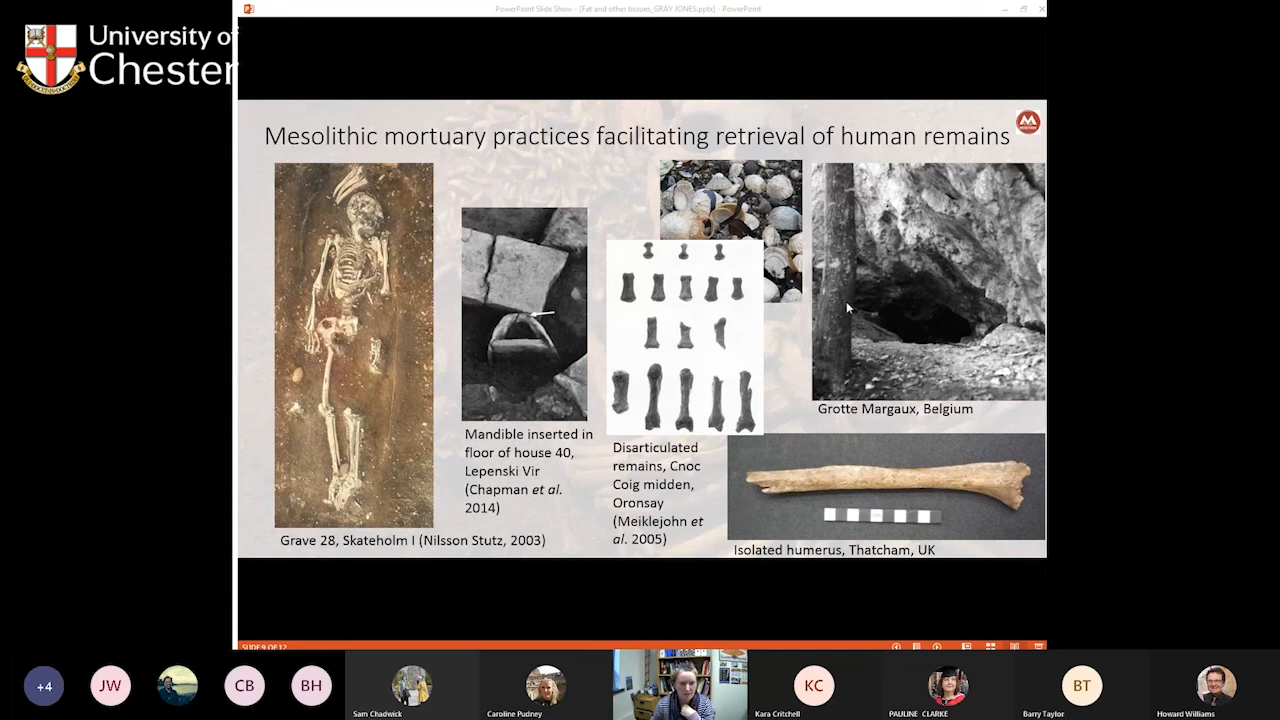 PowerPoint Slide Show - [Fat and other tissues_GRAY JONES.pptx] - PowerPoint
University of
Chester
Mesolithic mortuary practices facilitating retrieval of human remains
M
Grotte Margaux, Belgium
Mandible inserted in
floor of house 40,
Lepenski Vir
(Chapman et al.
2014)
Disarticulated
remains, Cnoc
Coig midden,
Oronsay
(Meiklejohn et
al. 2005)
Grave 28, Skateholm I (Nilsson Stutz, 2003)
Isolated humerus, Thatcham, UK
SLIDE 9 OF 12
+4
JW
CB
BH
Sam Chadwick
Caroline Pudney
KC
Kara Critchell
PAULINE CLARKE
BT
Barry Taylor
Howard Williams